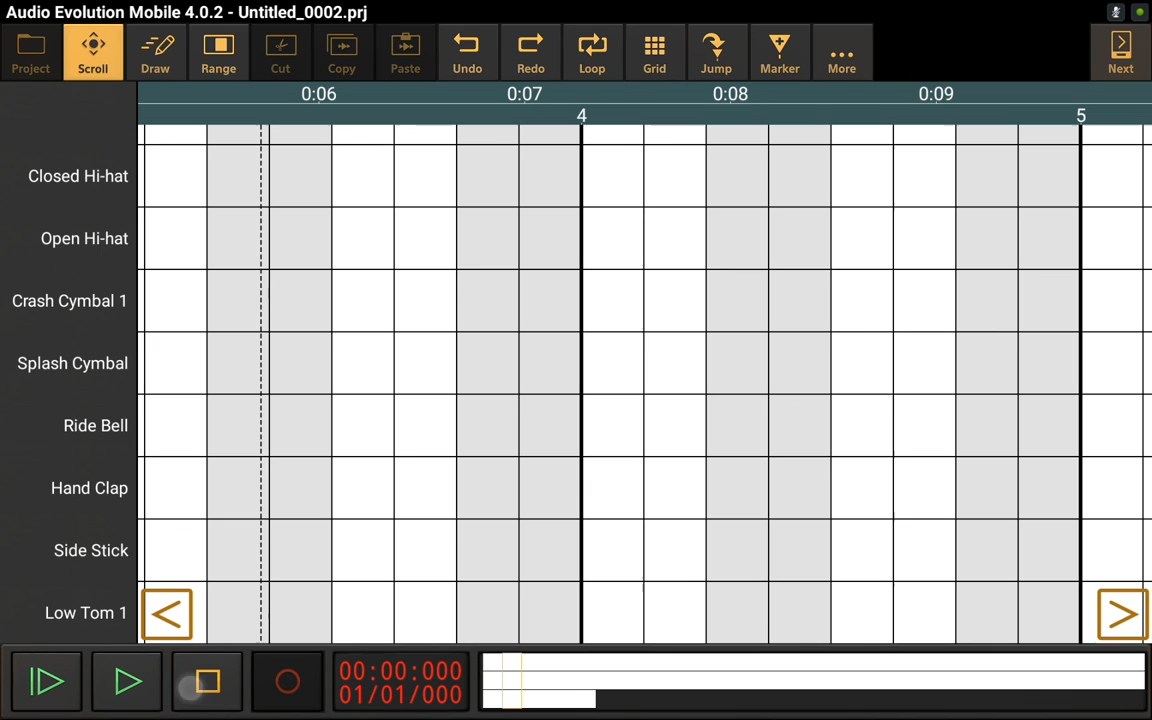 Audio Evolution Mobile 4.0.2 - Untitled_0002.prj
Project Scroll Draw Range Cut Copy Paste Undo Redo Loop Grid Jump Marker More Next
0:06 0:07 0:08 0:09
4 5
Closed Hi-hat
Open Hi-hat
Crash Cymbal 1
Splash Cymbal
Ride Bell
Hand Clap
Side Stick
Low Tom 1
00:00:000
01/01/000